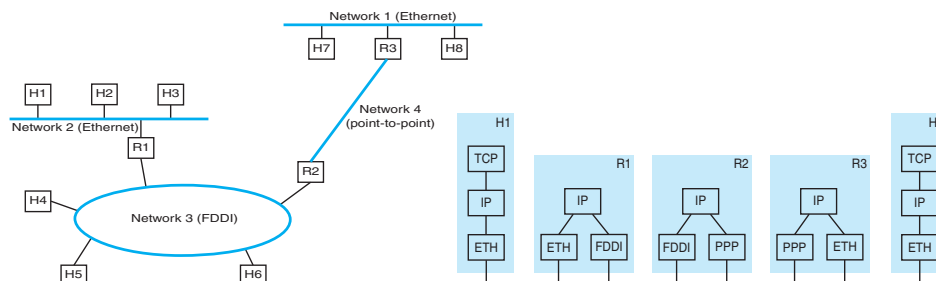 Network 1 (Ethernet)
H7
R3
H8
H1
H2
H3
Network 2 (Ethernet)
R1
Network 4
(point-to-point)
R2
H4
Network 3 (FDDI)
H5
H6
H1
TCP
IP
ETH
R1
IP
ETH
FDDI
R2
IP
FDDI
PPP
R3
IP
PPP
ETH
TCP
IP
ETH